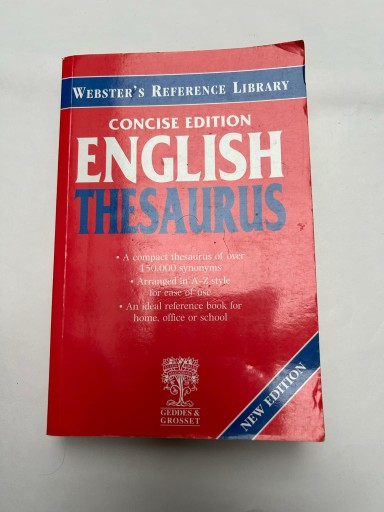 WEBSTER'S REFERENCE LIBRARY
CONCISE EDITION
ENGLISH
THESAURUS
• A compact thesaurus of over
150,000 synonyms
• Arranged in A–Z style
for ease of use
• An ideal reference book for
home, office or school
GEDDES &
GROSSET
NEW EDITION